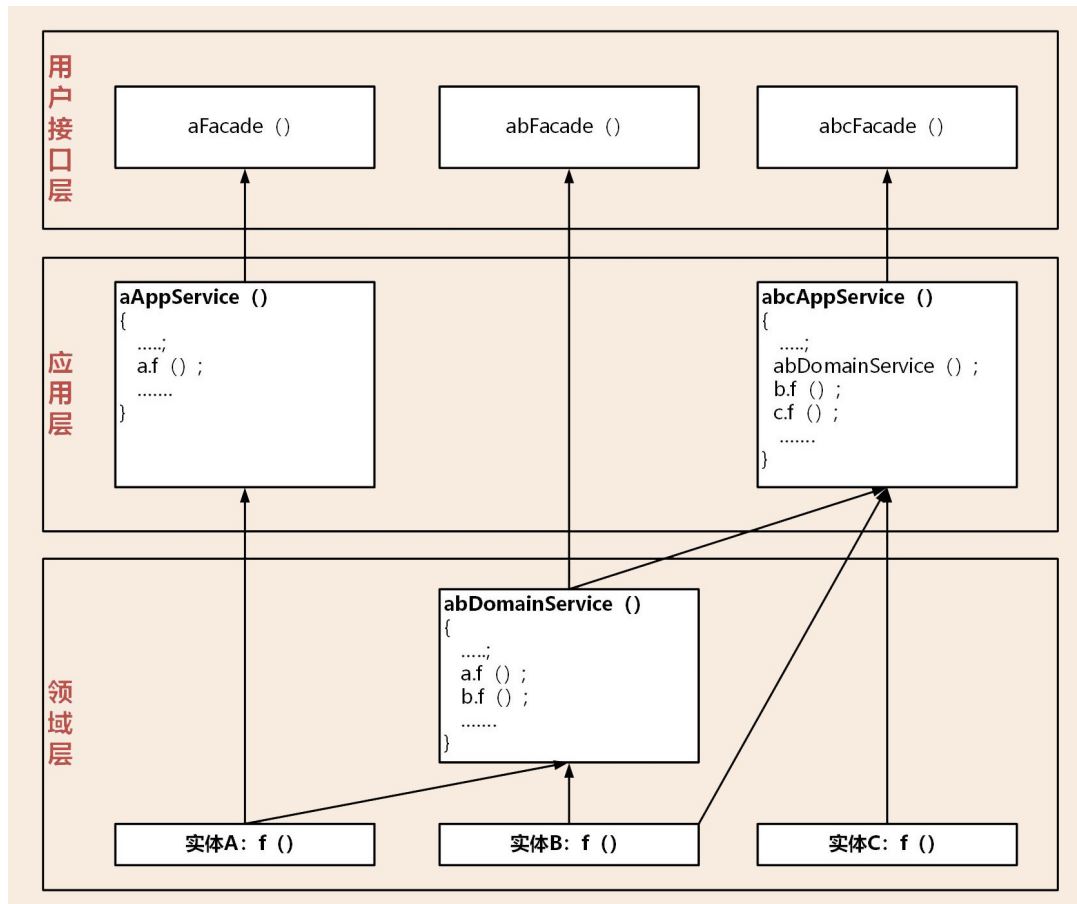 用户接口层
aFacade（）
abFacade（）
abcFacade（）
应用层
aAppService（）
{
.....;
a.f（）;
.......
}
abcAppService（）
{
.....;
abDomainService（）;
b.f（）;
c.f（）;
.......
}
领域层
abDomainService（）
{
.....;
a.f（）;
b.f（）;
.......
}
实体A：f（）
实体B：f（）
实体C：f（）